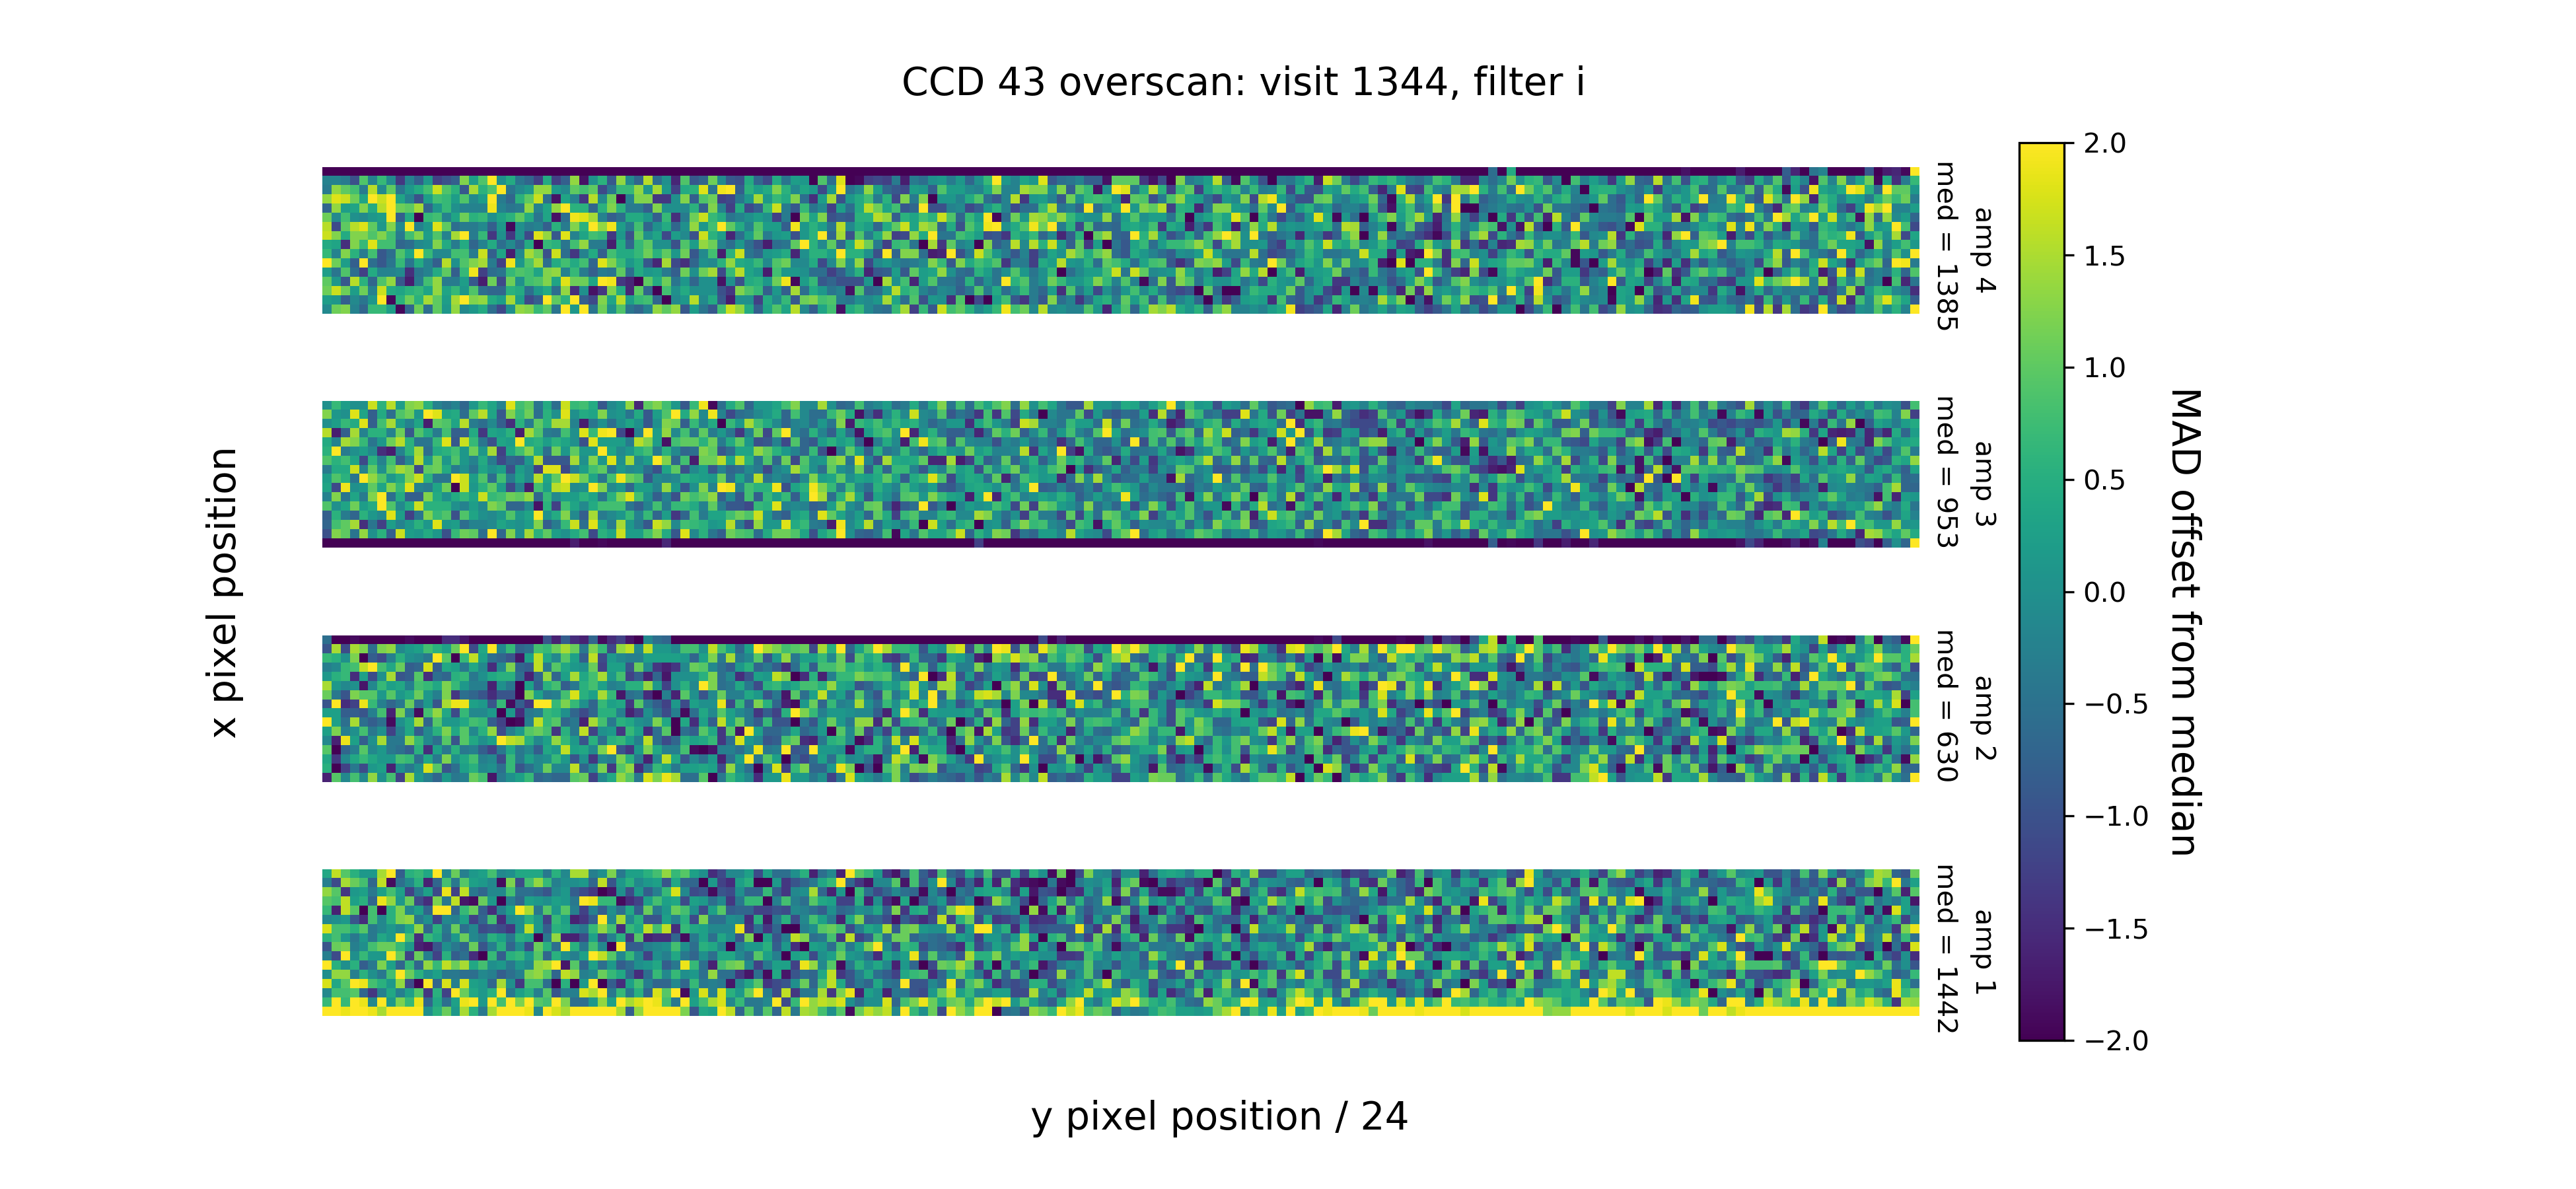 CCD 43 overscan: visit 1344, filter i
x pixel position
amp 4
med = 1385
amp 3
med = 953
amp 2
med = 630
amp 1
med = 1442
2.0
1.5
1.0
0.5
0.0
−0.5
−1.0
−1.5
−2.0
MAD offset from median
y pixel position / 24